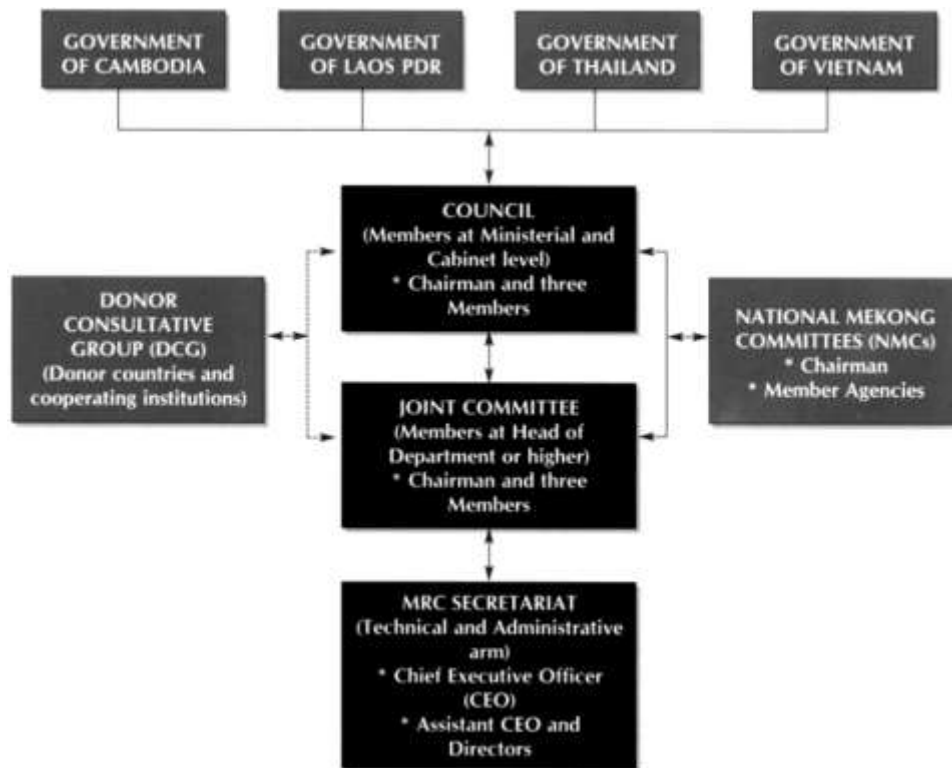 GOVERNMENT
OF CAMBODIA
GOVERNMENT
OF LAOS PDR
GOVERNMENT
OF THAILAND
GOVERNMENT
OF VIETNAM
COUNCIL
(Members at Ministerial and
Cabinet level)
* Chairman and three
Members
DONOR
CONSULTATIVE
GROUP (DCG)
(Donor countries and
cooperating institutions)
NATIONAL MEKONG
COMMITTEES (NMCs)
* Chairman
* Member Agencies
JOINT COMMITTEE
(Members at Head of
Department or higher)
* Chairman and three
Members
MRC SECRETARIAT
(Technical and Administrative
arm)
* Chief Executive Officer
(CEO)
* Assistant CEO and
Directors